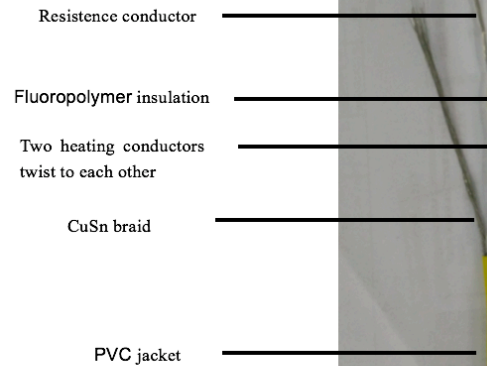 Resistence conductor
Fluoropolymer insulation
Two heating conductors
twist to each other
CuSn braid
PVC jacket